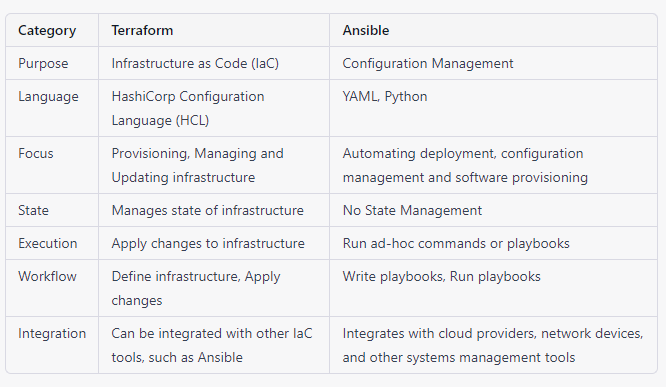 Category Terraform Ansible
Purpose Infrastructure as Code (IaC) Configuration Management
Language HashiCorp Configuration Language (HCL) YAML, Python
Focus Provisioning, Managing and Updating infrastructure Automating deployment, configuration management and software provisioning
State Manages state of infrastructure No State Management
Execution Apply changes to infrastructure Run ad-hoc commands or playbooks
Workflow Define infrastructure, Apply changes Write playbooks, Run playbooks
Integration Can be integrated with other IaC tools, such as Ansible Integrates with cloud providers, network devices, and other systems management tools